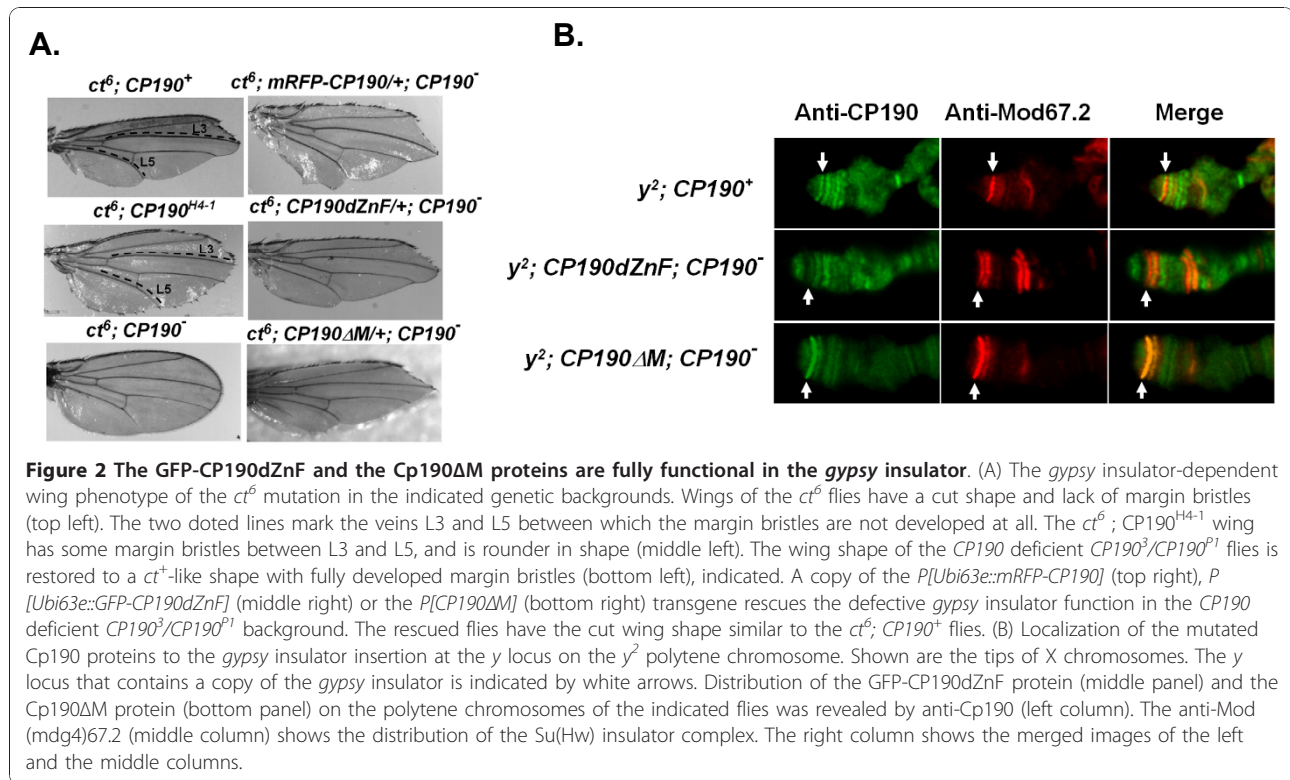 A.
B.
ct6; CP190+
ct6; mRFP-CP190/+; CP190-
L3
L5
ct6; CP190H4-1
ct6; CP190dZnF/+; CP190-
L3
L5
ct6; CP190-
ct6; CP190ΔM/+; CP190-
Anti-CP190 Anti-Mod67.2 Merge
y2; CP190+
y2; CP190dZnF; CP190-
y2; CP190ΔM; CP190-
Figure 2 The GFP-CP190dZnF and the Cp190ΔM proteins are fully functional in the gypsy insulator. (A) The gypsy insulator-dependent
wing phenotype of the ct6 mutation in the indicated genetic backgrounds. Wings of the ct6 flies have a cut shape and lack of margin bristles
(top left). The two doted lines mark the veins L3 and L5 between which the margin bristles are not developed at all. The ct6 ; CP190H4-1 wing
has some margin bristles between L3 and L5, and is rounder in shape (middle left). The wing shape of the CP190 deficient CP1903/CP190P1 flies is
restored to a ct+-like shape with fully developed margin bristles (bottom left), indicated. A copy of the P[Ubi63e::mRFP-CP190] (top right), P
[Ubi63e::GFP-CP190dZnF] (middle right) or the P[CP190ΔM] (bottom right) transgene rescues the defective gypsy insulator function in the CP190
deficient CP1903/CP190P1 background. The rescued flies have the cut wing shape similar to the ct6; CP190+ flies. (B) Localization of the mutated
Cp190 proteins to the gypsy insulator insertion at the y locus on the y2 polytene chromosome. Shown are the tips of X chromosomes. The y
locus that contains a copy of the gypsy insulator is indicated by white arrows. Distribution of the GFP-CP190dZnF protein (middle panel) and the
Cp190ΔM protein (bottom panel) on the polytene chromosomes of the indicated flies was revealed by anti-Cp190 (left column). The anti-Mod
(mdg4)67.2 (middle column) shows the distribution of the Su(Hw) insulator complex. The right column shows the merged images of the left
and the middle columns.